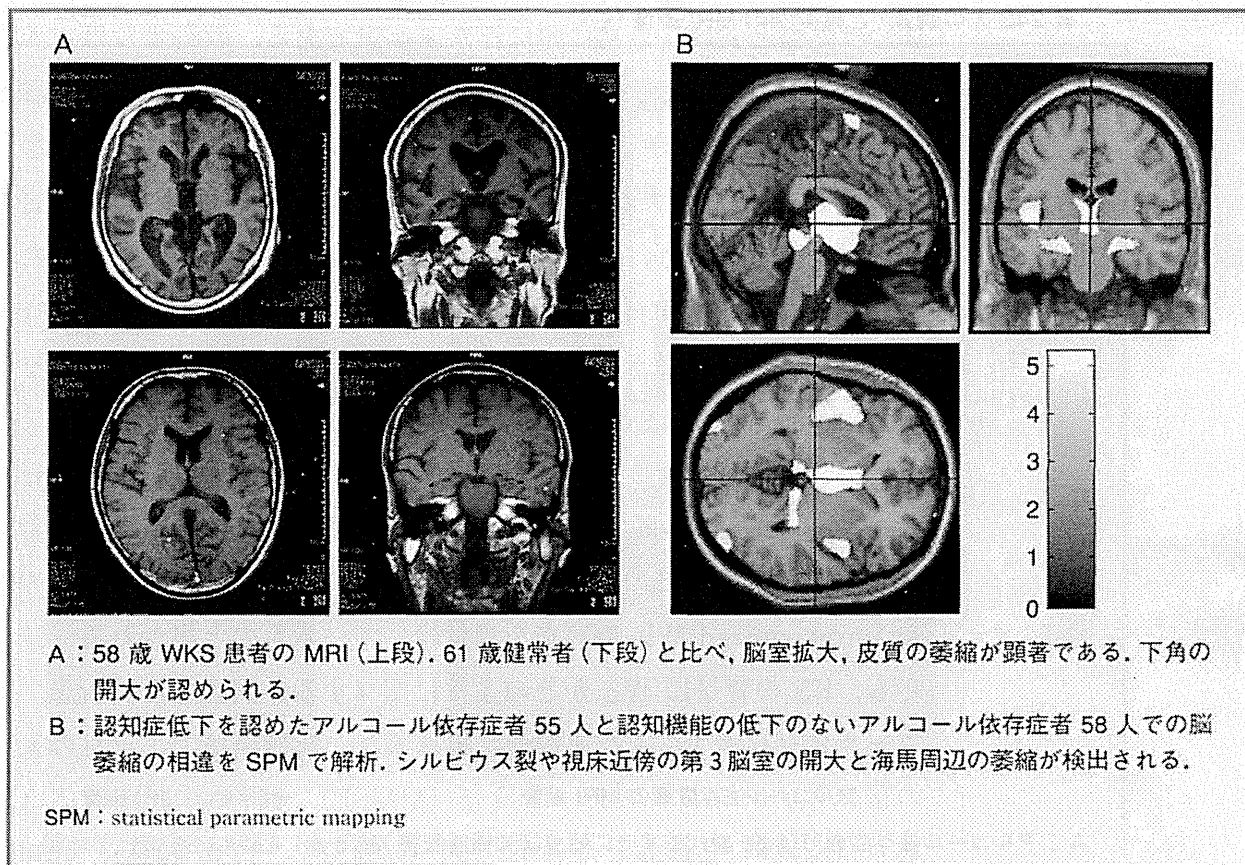 A
B
5
4
3
2
1
0
A：58 歳 WKS 患者の MRI（上段）．61 歳健常者（下段）と比べ，脳室拡大，皮質の萎縮が顕著である．下角の
開大が認められる．
B：認知症低下を認めたアルコール依存症者 55 人と認知機能の低下のないアルコール依存症者 58 人での脳
萎縮の相違を SPM で解析．シルビウス裂や視床近傍の第 3 脳室の開大と海馬周辺の萎縮が検出される．
SPM：statistical parametric mapping